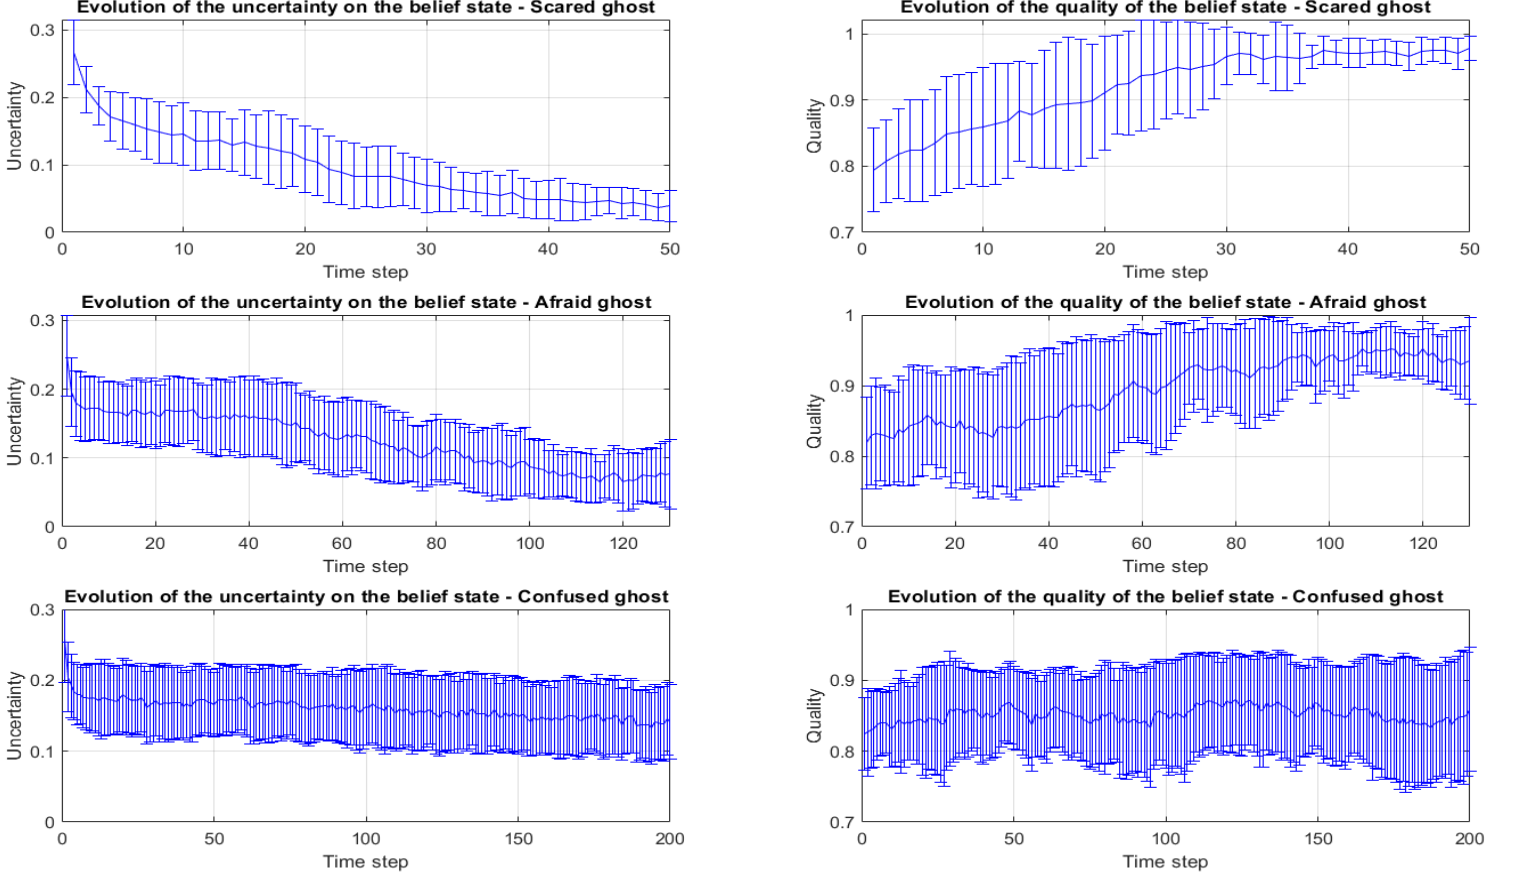 Evolution of the uncertainty on the belief state - Scared ghost
0.3
0.2
0.1
0
Uncertainty
0 10 20 30 40 50
Time step
Evolution of the quality of the belief state - Scared ghost
1
0.9
0.8
0.7
Quality
0 10 20 30 40 50
Time step
Evolution of the uncertainty on the belief state - Afraid ghost
0.3
0.2
0.1
0
Uncertainty
0 20 40 60 80 100 120
Time step
Evolution of the quality of the belief state - Afraid ghost
1
0.9
0.8
0.7
Quality
0 20 40 60 80 100 120
Time step
Evolution of the uncertainty on the belief state - Confused ghost
0.3
0.2
0.1
0
Uncertainty
0 50 100 150 200
Time step
Evolution of the quality of the belief state - Confused ghost
1
0.9
0.8
0.7
Quality
0 50 100 150 200
Time step